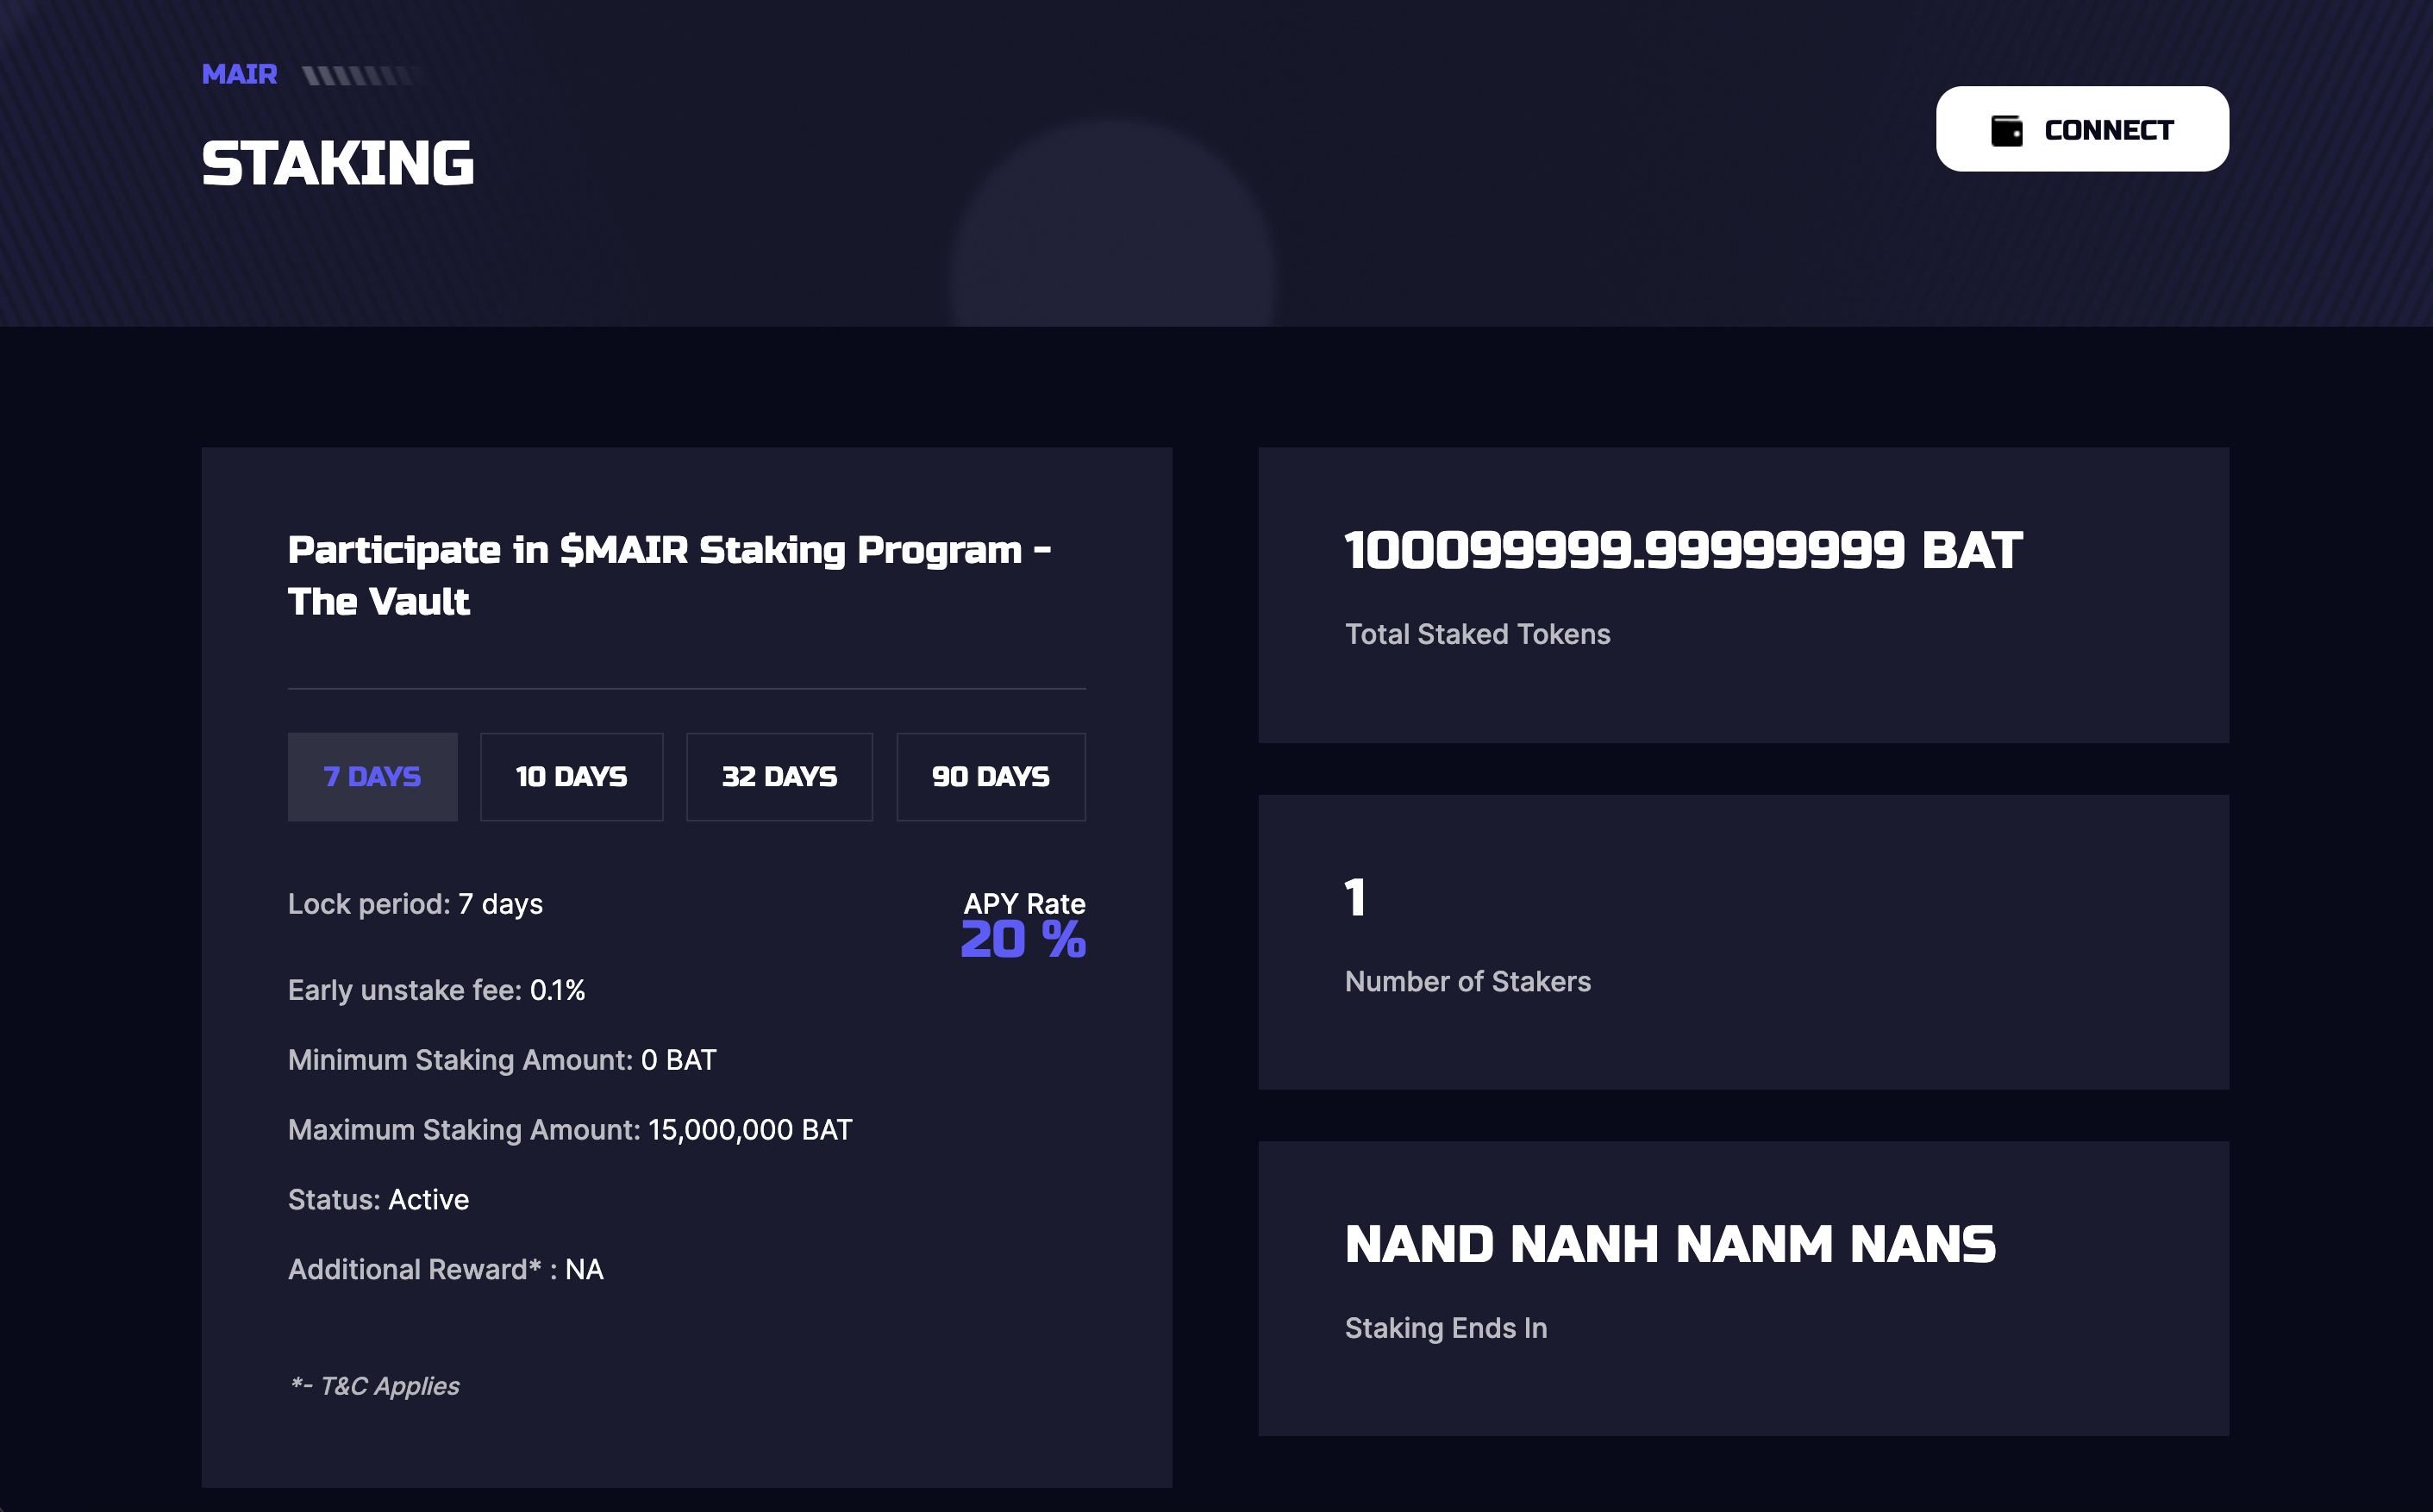 MAIR
STAKING
CONNECT
Participate in $MAIR Staking Program -
The Vault
7 DAYS
10 DAYS
32 DAYS
90 DAYS
Lock period: 7 days
APY Rate
20 %
Early unstake fee: 0.1%
Minimum Staking Amount: 0 BAT
Maximum Staking Amount: 15,000,000 BAT
Status: Active
Additional Reward* : NA
*- T&C Applies
100099999.99999999 BAT
Total Staked Tokens
1
Number of Stakers
NAND NANH NANM NANS
Staking Ends In